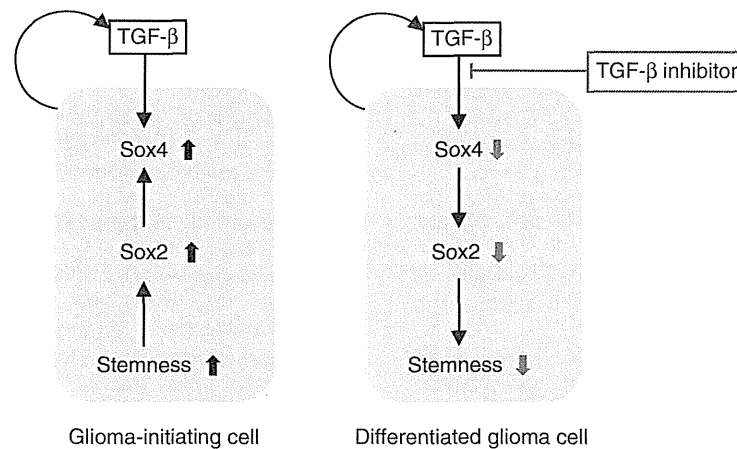 TGF-β
Sox4
Sox2
Stemness
Glioma-initiating cell
TGF-β
TGF-β inhibitor
Sox4
Sox2
Stemness
Differentiated glioma cell